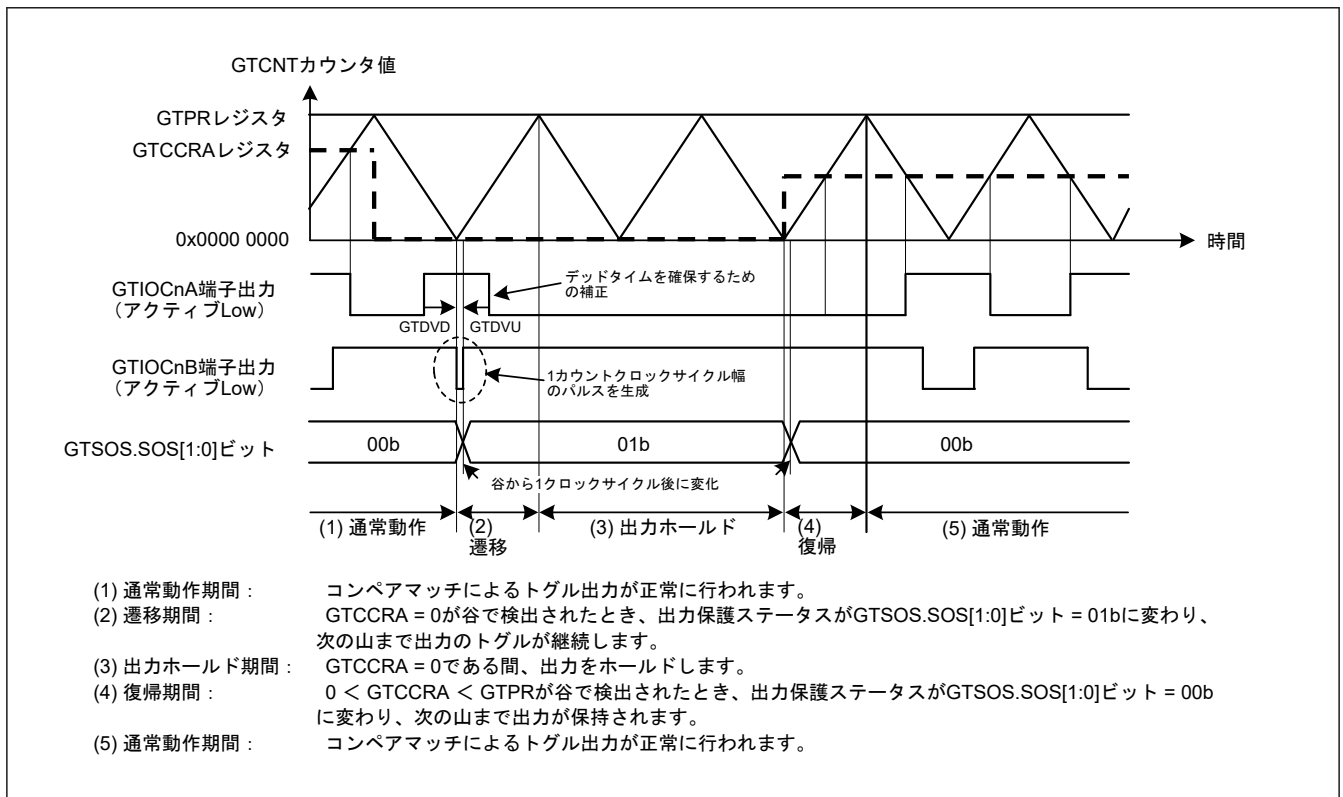 GTCNTカウンタ値
GTPRレジスタ
GTCCRAレジスタ
0x0000 0000
時間
GTIOCnA端子出力
（アクティブLow）
デッドタイムを確保するため
の補正
GTDVD
GTDVU
GTIOCnB端子出力
（アクティブLow）
1カウントクロックサイクル幅
のパルスを生成
GTSOS.SOS[1:0]ビット
00b
01b
00b
谷から1クロックサイクル後に変化
(1) 通常動作
(2)
遷移
(3) 出力ホールド
(4)
復帰
(5) 通常動作
(1) 通常動作期間： コンペアマッチによるトグル出力が正常に行われます。
(2) 遷移期間： GTCCRA = 0が谷で検出されたとき、出力保護ステータスがGTSOS.SOS[1:0]ビット = 01bに変わり、
次の山まで出力のトグルが継続します。
(3) 出力ホールド期間： GTCCRA = 0である間、出力をホールドします。
(4) 復帰期間： 0 ＜ GTCCRA ＜ GTPRが谷で検出されたとき、出力保護ステータスがGTSOS.SOS[1:0]ビット = 00b
に変わり、次の山まで出力が保持されます。
(5) 通常動作期間： コンペアマッチによるトグル出力が正常に行われます。